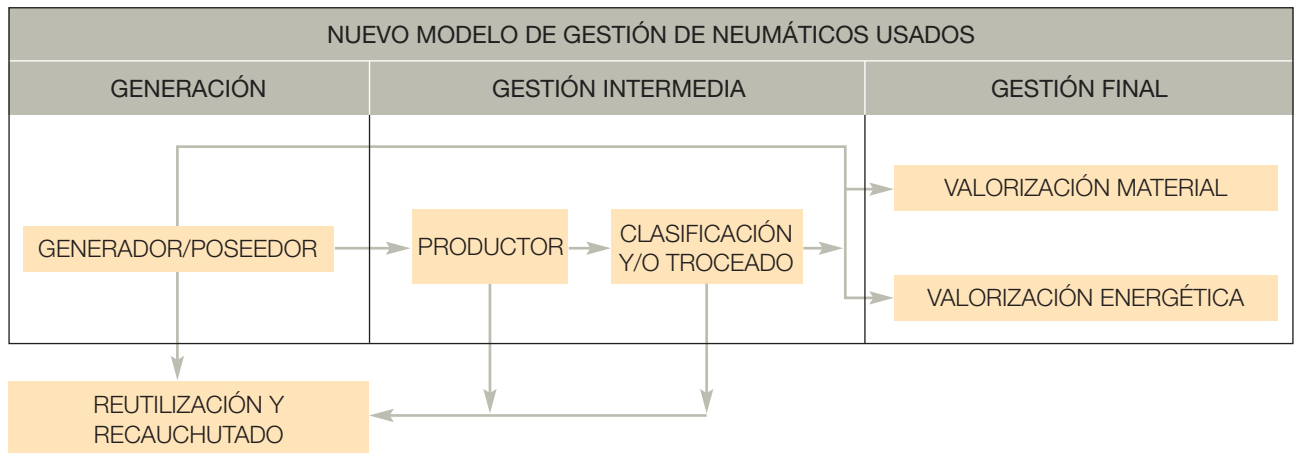 NUEVO MODELO DE GESTIÓN DE NEUMÁTICOS USADOS
GENERACIÓN
GESTIÓN INTERMEDIA
GESTIÓN FINAL
VALORIZACIÓN MATERIAL
GENERADOR/POSEEDOR
PRODUCTOR
CLASIFICACIÓN
Y/O TROCEADO
VALORIZACIÓN ENERGÉTICA
REUTILIZACIÓN Y
RECAUCHUTADO